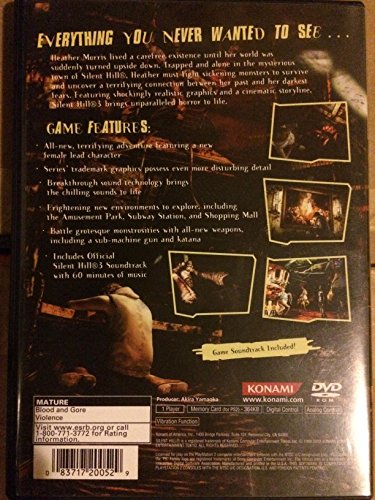 EVERYTHING YOU NEVER WANTED TO SEE . . .
Heather Morris lived a carefree existence until her world was
suddenly turned upside down. Trapped and alone in the mysterious
town of Silent Hill®, Heather must fight sickening monsters to survive
and uncover a terrifying connection between her past and her darkest
fears. Featuring shockingly realistic graphics and a cinematic storyline,
Silent Hill®3 brings unparalleled horror to life.
GAME FEATURES:
· All-new, terrifying adventure featuring a new
female lead character
· Series' trademark graphics possess even more disturbing detail
· Breakthrough sound technology brings
the chilling sounds to life
· Frightening new environments to explore, including
the Amusement Park, Subway Station, and Shopping Mall
· Battle grotesque monstrosities with all-new weapons,
including a sub-machine gun and katana
· Includes Official
Silent Hill®3 Soundtrack
with 60 minutes of music
Game Soundtrack Included!
MATURE
Blood and Gore
Violence
Visit www.esrb.org or call
1-800-771-3772 for Rating
information.
0 83717 20052 9
Producer: Akira Yamaoka
KONAMI
www.konami.com
DVD
ROM
1 Player
Memory Card (for PS2) - 364KB
Digital Control
Analog Control
Vibration Function